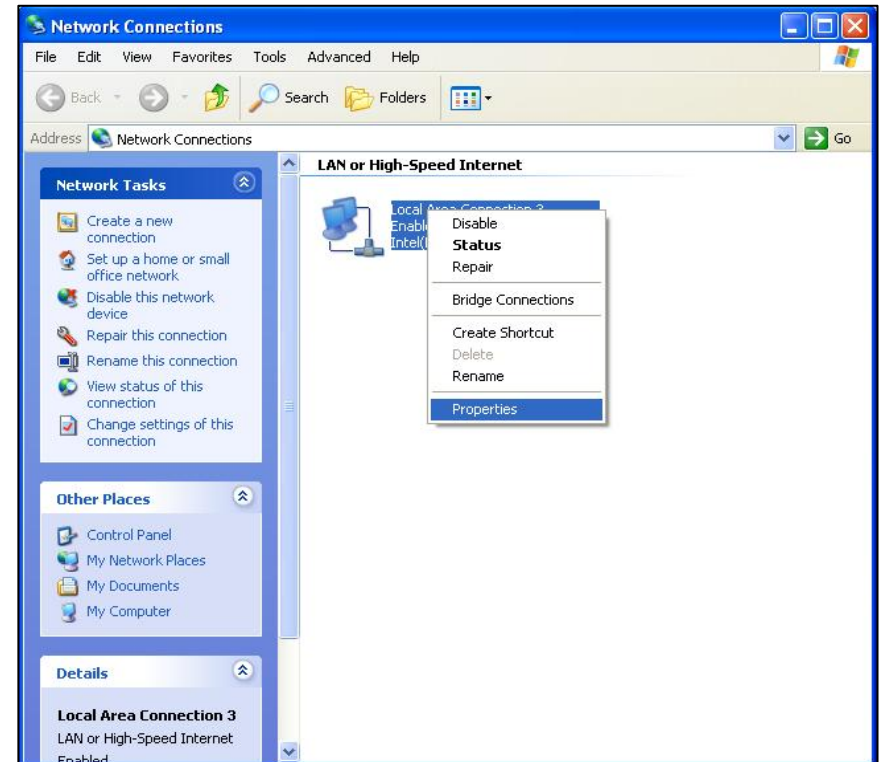 Network Connections
File Edit View Favorites Tools Advanced Help
Back Search Folders
Address Network Connections Go
Network Tasks
Create a new
connection
Set up a home or small
office network
Disable this network
device
Repair this connection
Rename this connection
View status of this
connection
Change settings of this
connection
Other Places
Control Panel
My Network Places
My Documents
My Computer
Details
Local Area Connection 3
LAN or High-Speed Internet
Enabled
LAN or High-Speed Internet
Local Area Connection 3
Disable
Status
Repair
Bridge Connections
Create Shortcut
Delete
Rename
Properties